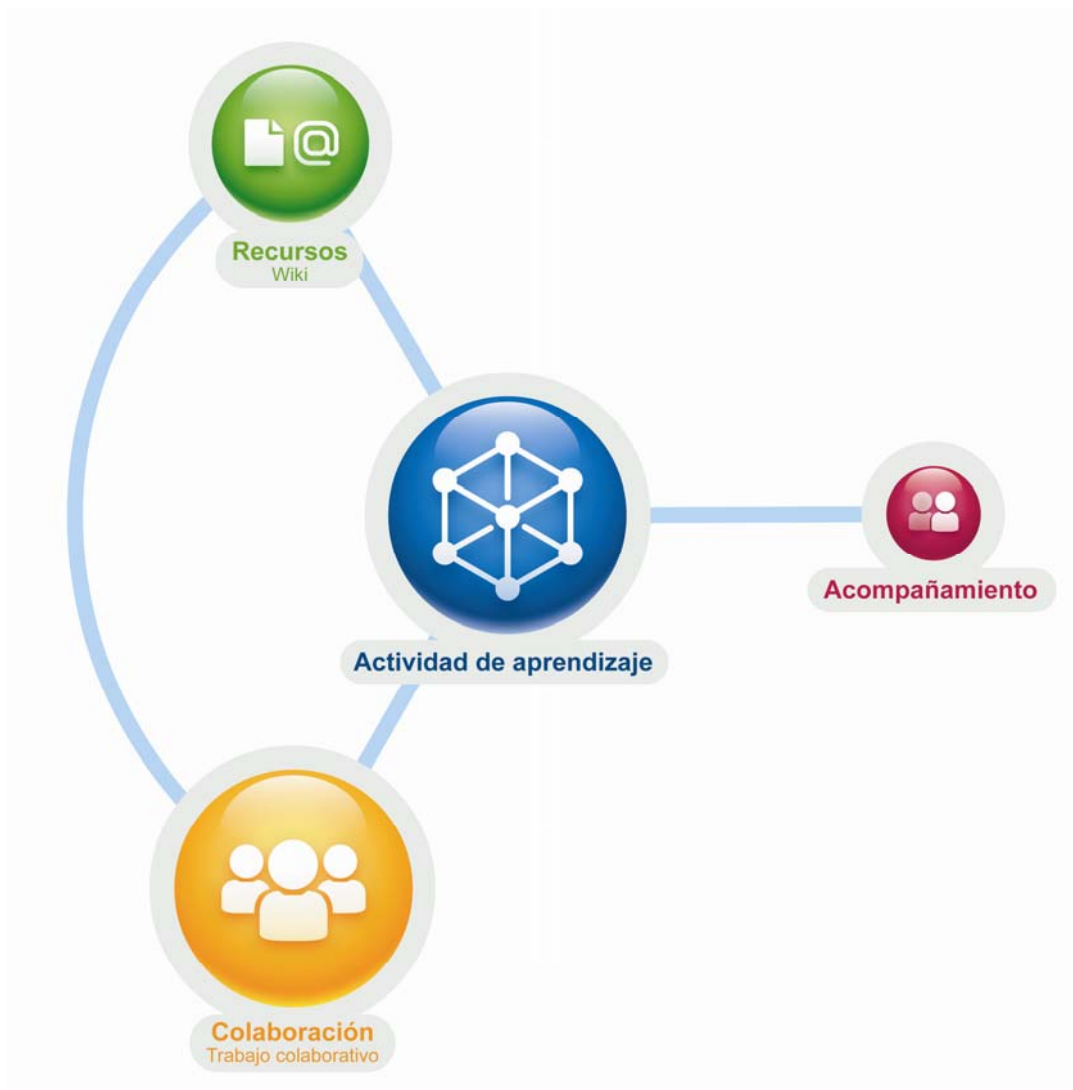 @
Recursos
Wiki
Acompañamiento
Actividad de aprendizaje
Colaboración
Trabajo colaborativo